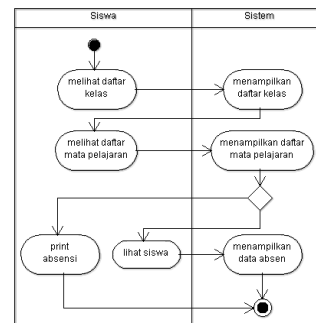 Siswa
Sistem
melihat daftar
kelas
menampilkan
daftar kelas
melihat daftar
mata pelajaran
menampilkan daftar
mata pelajaran
print
absensi
lihat siswa
menampilkan
data absen